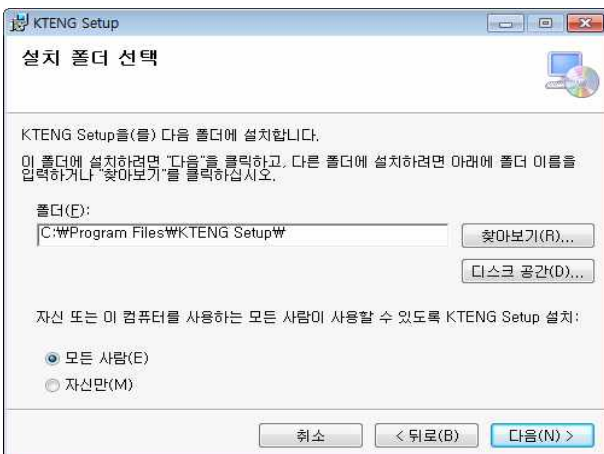 KTENG Setup
설치 폴더 선택
KTENG Setup을(를) 다음 폴더에 설치합니다.
이 폴더에 설치하려면 "다음"을 클릭하고, 다른 폴더에 설치하려면 아래에 폴더 이름을
입력하거나 "찾아보기"를 클릭하십시오.
폴더(F):
C:₩Program Files₩KTENG Setup₩
찾아보기(R)...
디스크 공간(D)...
자신 또는 이 컴퓨터를 사용하는 모든 사람이 사용할 수 있도록 KTENG Setup 설치:
모든 사람(E)
자신만(M)
취소
< 뒤로(B)
다음(N) >